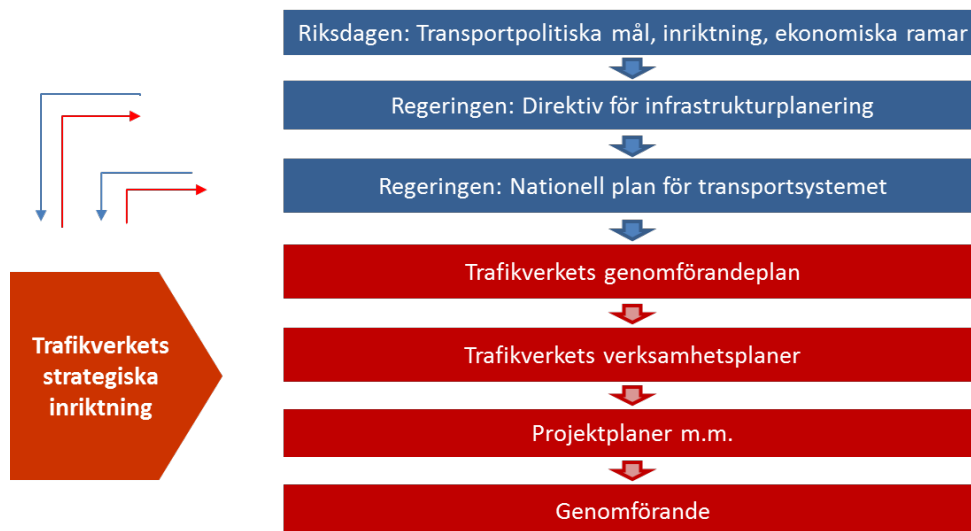 Riksdagen: Transportpolitiska mål, inriktning, ekonomiska ramar
Regeringen: Direktiv för infrastrukturplanering
Regeringen: Nationell plan för transportsystemet
Trafikverkets genomförandeplan
Trafikverkets verksamhetsplaner
Projektplaner m.m.
Genomförande
Trafikverkets
strategiska
inriktning